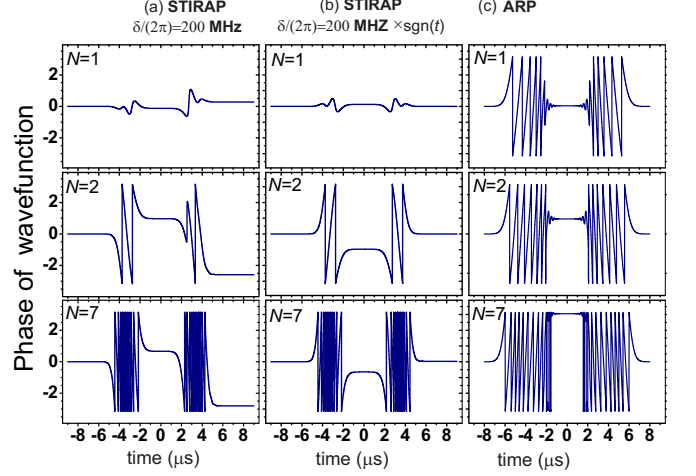 (a) STIRAP
δ/(2π)=200 MHz
(b) STIRAP
δ/(2π)=200 MHZ ×sgn(t)
(c) ARP
Phase of wavefunction
N=1
N=1
N=1
2
0
-2
N=2
N=2
N=2
2
0
-2
N=7
N=7
N=7
2
0
-2
-8 -6 -4 -2 0 2 4 6 8
-8 -6 -4 -2 0 2 4 6 8
-8 -6 -4 -2 0 2 4 6 8
time (μs)
time (μs)
time (μs)